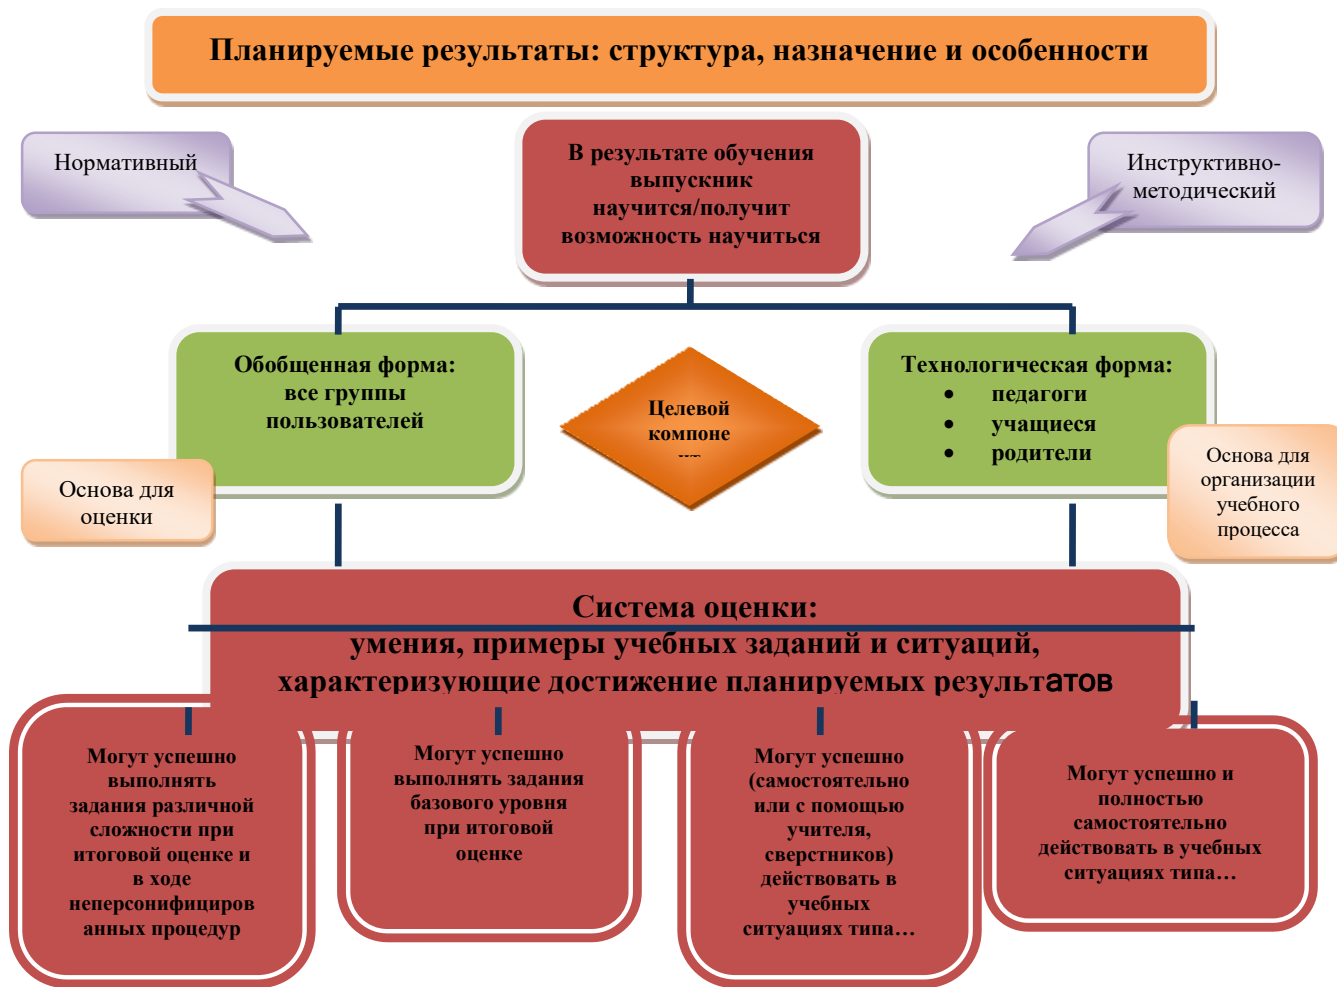 Планируемые результаты: структура, назначение и особенности
Нормативный
В результате обучения
выпускник
научится/получит
возможность научиться
Инструктивно-
методический
Обобщенная форма:
все группы
пользователей
Целевой
компоне
нт
Технологическая форма:
• педагоги
• учащиеся
• родители
Основа для
оценки
Основа для
организации
учебного
процесса
Система оценки:
умения, примеры учебных заданий и ситуаций,
характеризующие достижение планируемых результатов
Могут успешно
выполнять
задания различной
сложности при
итоговой оценке и
в ходе
неперсонифициров
анных процедур
Могут успешно
выполнять задания
базового уровня
при итоговой
оценке
Могут успешно
(самостоятельно
или с помощью
учителя,
сверстников)
действовать в
учебных
ситуациях типа…
Могут успешно и
полностью
самостоятельно
действовать в учебных
ситуациях типа…